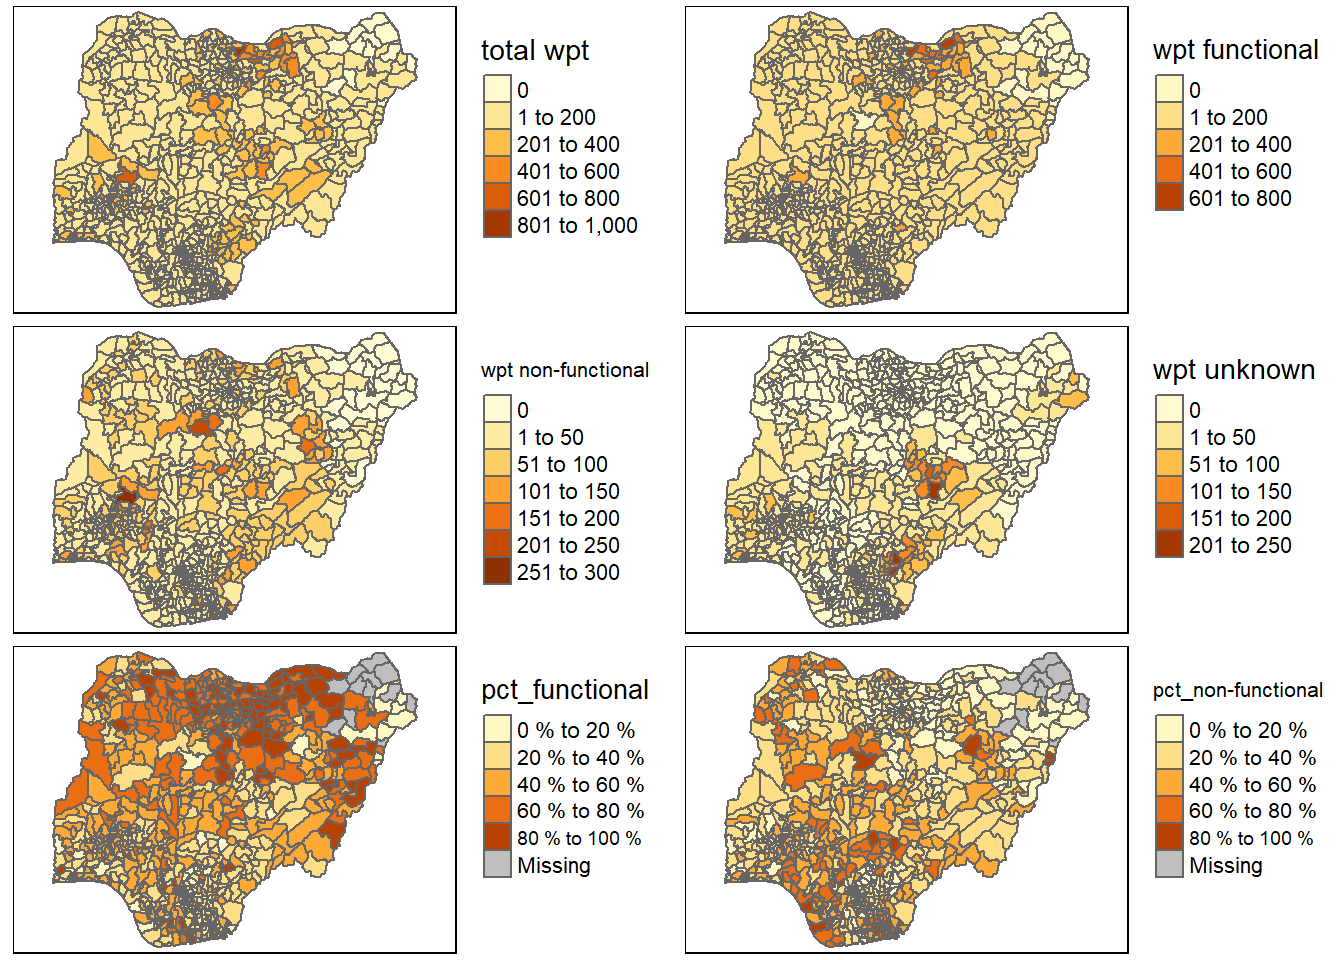 total wpt
0
1 to 200
201 to 400
401 to 600
601 to 800
801 to 1,000
wpt functional
0
1 to 200
201 to 400
401 to 600
601 to 800
wpt non-functional
0
1 to 50
51 to 100
101 to 150
151 to 200
201 to 250
251 to 300
wpt unknown
0
1 to 50
51 to 100
101 to 150
151 to 200
201 to 250
pct_functional
0 % to 20 %
20 % to 40 %
40 % to 60 %
60 % to 80 %
80 % to 100 %
Missing
pct_non-functional
0 % to 20 %
20 % to 40 %
40 % to 60 %
60 % to 80 %
80 % to 100 %
Missing